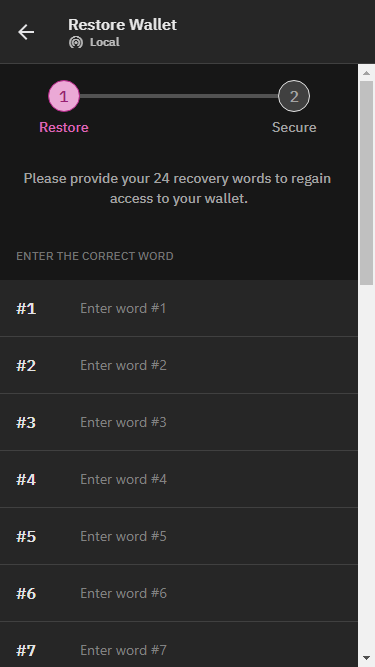 Restore Wallet
Local
1
2
Restore
Secure
Please provide your 24 recovery words to regain
access to your wallet.
ENTER THE CORRECT WORD
#1 Enter word #1
#2 Enter word #2
#3 Enter word #3
#4 Enter word #4
#5 Enter word #5
#6 Enter word #6
#7 Enter word #7